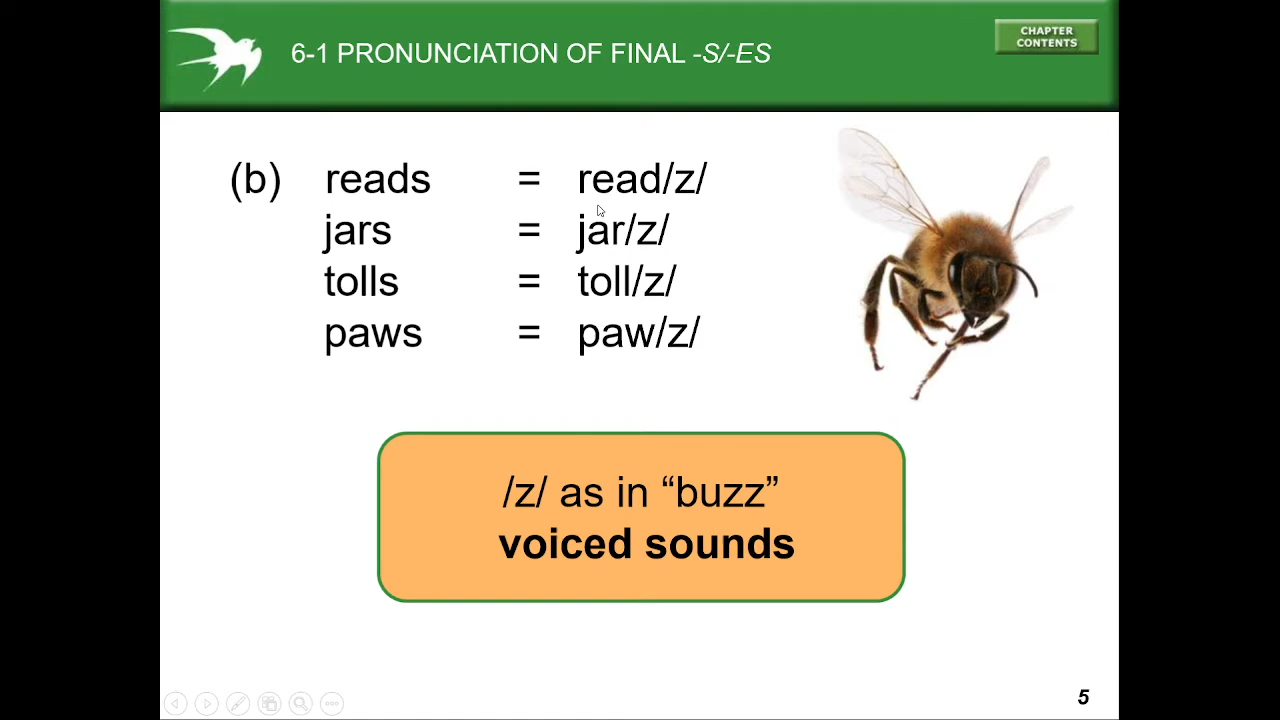 6-1 PRONUNCIATION OF FINAL -S/-ES
CHAPTER
CONTENTS
(b) reads = read/z/
jars = jar/z/
tolls = toll/z/
paws = paw/z/
/z/ as in “buzz”
voiced sounds
5